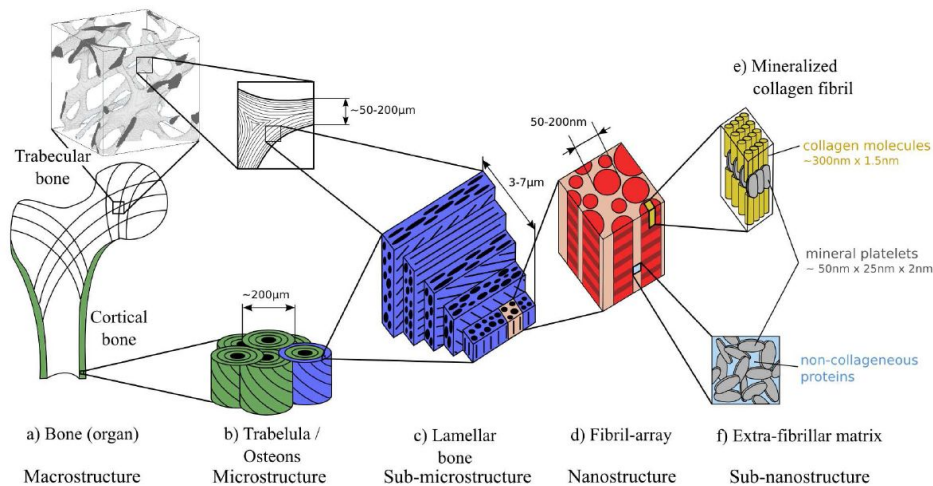 e) Mineralized
collagen fibril
~50-200μm
50-200nm
collagen molecules
~300nm x 1.5nm
Trabecular
bone
3-7μm
mineral platelets
~ 50nm x 25nm x 2nm
~200μm
Cortical
bone
non-collageneous
proteins
a) Bone (organ)
b) Trabelula /
Osteons
c) Lamellar
bone
d) Fibril-array
f) Extra-fibrillar matrix
Macrostructure
Microstructure
Sub-microstructure
Nanostructure
Sub-nanostructure